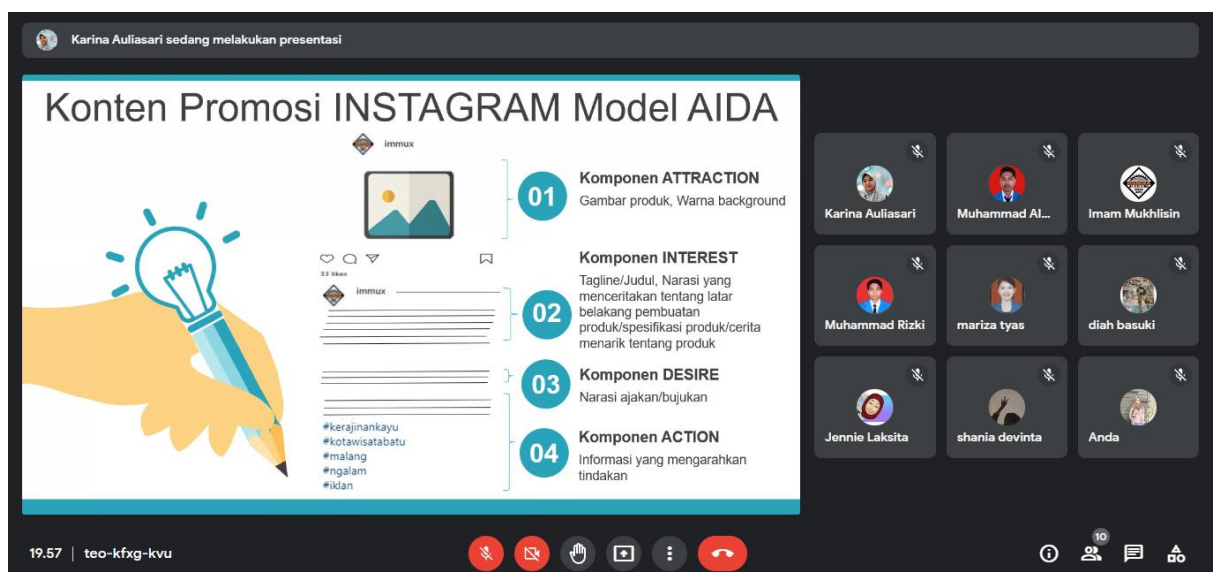 Karina Auliasari sedang melakukan presentasi
Konten Promosi INSTAGRAM Model AIDA
immux
01
Komponen ATTRACTION
Gambar produk, Warna background
33 likes
immux
02
Komponen INTEREST
Tagline/Judul, Narasi yang
menceritakan tentang latar
belakang pembuatan
produk/spesifikasi produk/cerita
menarik tentang produk
03
Komponen DESIRE
Narasi ajakan/bujukan
#kerajinankayu
#kotawisatabatu
#malang
#ngalam
#iklan
04
Komponen ACTION
Informasi yang mengarahkan
tindakan
Karina Auliasari
Muhammad Al...
Imam Mukhlisin
Muhammad Rizki
mariza tyas
diah basuki
Jennie Laksita
shania devinta
Anda
19.57 | teo-kfxg-kvu
10